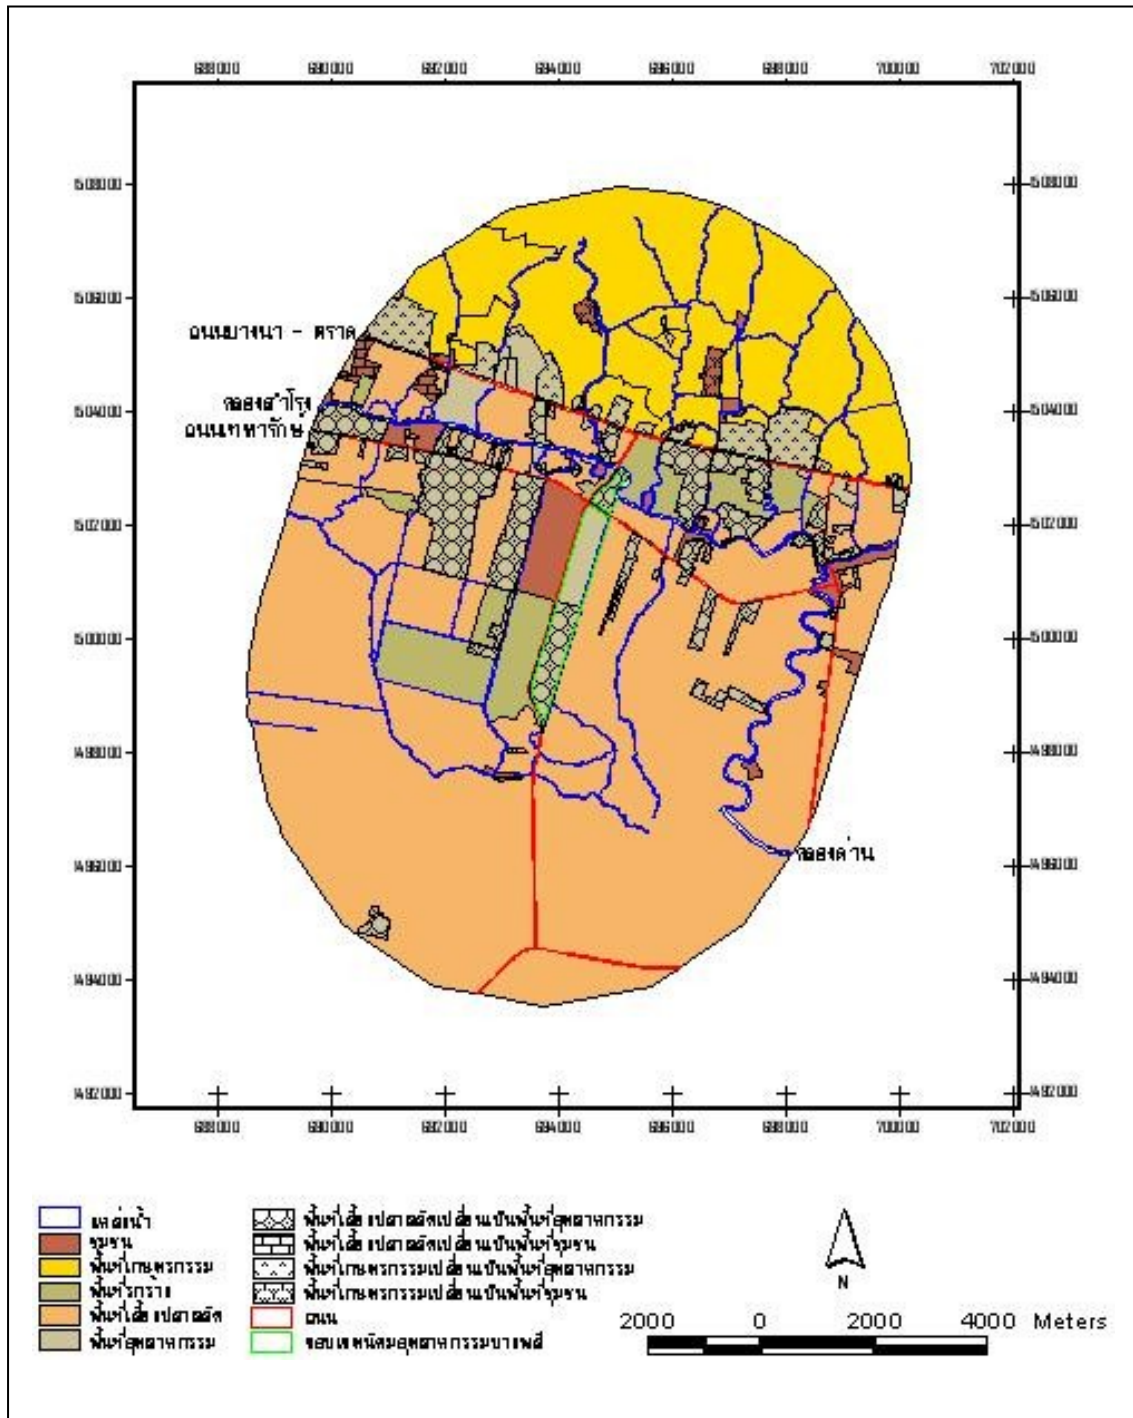 688000 690000 692000 694000 696000 698000 700000 702000
1508000 1508000
1506000 1506000
ถนนบางนา - ตราด
คลองสำโรง
1504000 1504000
ถนนเทพารักษ์
1502000 1502000
1500000 1500000
1498000 1498000
คลองด่าน
1496000 1496000
1494000 1494000
1492000 1492000
688000 690000 692000 694000 696000 698000 700000 702000
แหล่งน้ำ
ชุมชน
พื้นที่เกษตรกรรม
พื้นที่รกร้าง
พื้นที่เลี้ยงปลาสลิด
พื้นที่อุตสาหกรรม
พื้นที่เลี้ยงปลาสลิดเปลี่ยนเป็นพื้นที่อุตสาหกรรม
พื้นที่เลี้ยงปลาสลิดเปลี่ยนเป็นพื้นที่ชุมชน
พื้นที่เกษตรกรรมเปลี่ยนเป็นพื้นที่อุตสาหกรรม
พื้นที่เกษตรกรรมเปลี่ยนเป็นพื้นที่ชุมชน
ถนน
ขอบเขตนิคมอุตสาหกรรมบางพลี
N
2000 0 2000 4000 Meters